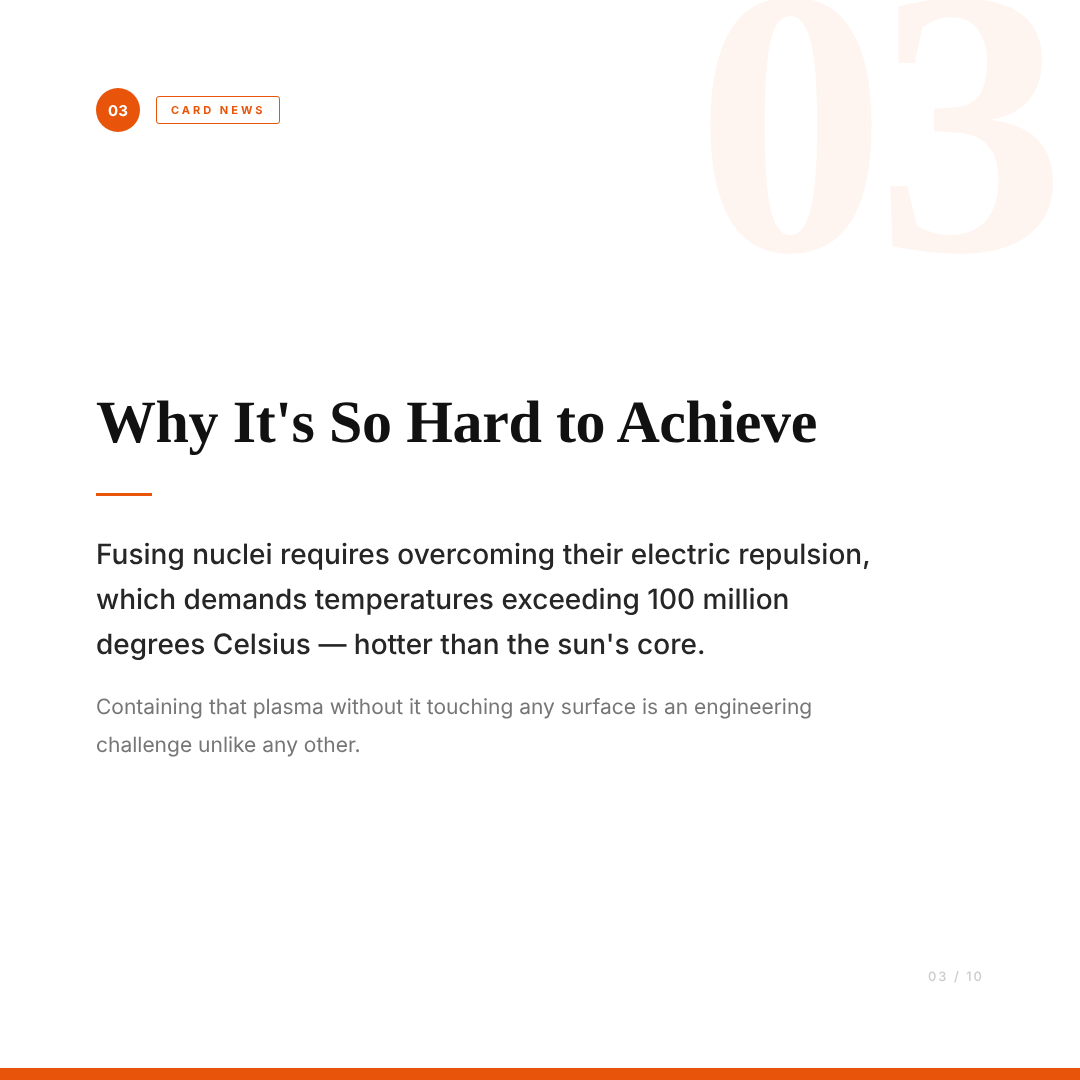 03
03
CARD NEWS
Why It's So Hard to Achieve
Fusing nuclei requires overcoming their electric repulsion,
which demands temperatures exceeding 100 million
degrees Celsius — hotter than the sun's core.
Containing that plasma without it touching any surface is an engineering
challenge unlike any other.
03 / 10